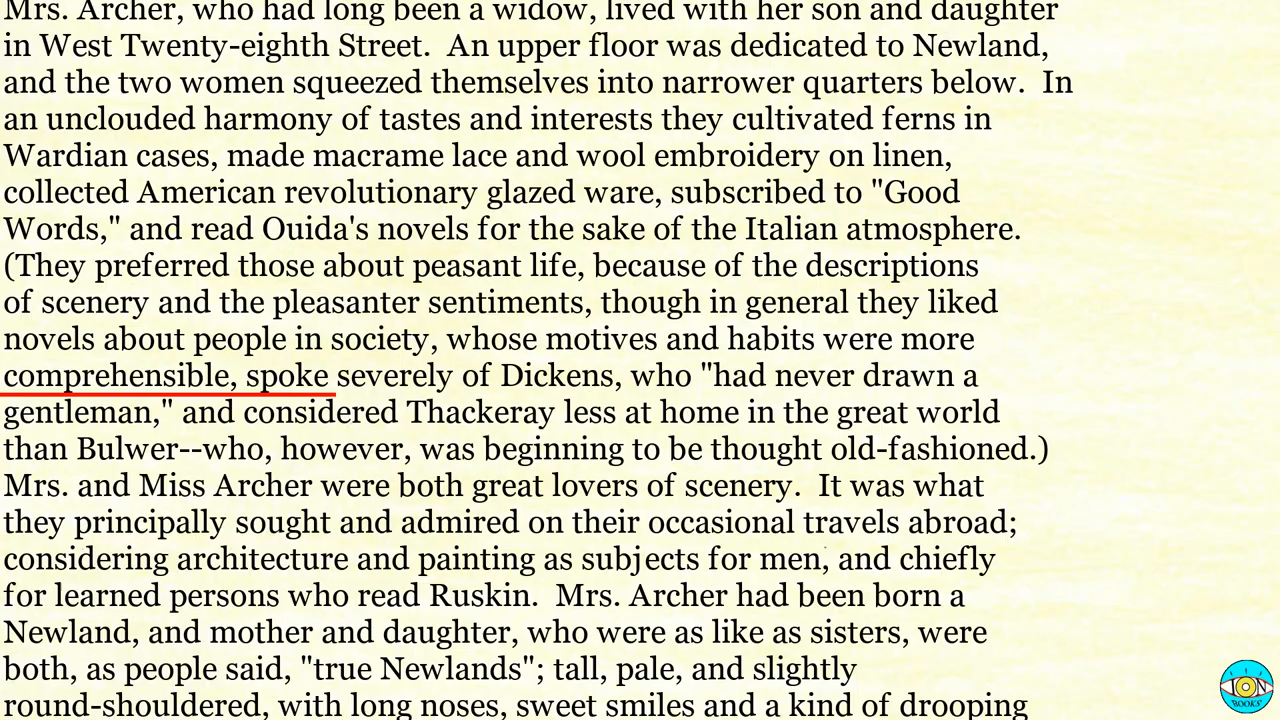 Mrs. Archer, who had long been a widow, lived with her son and daughter
in West Twenty-eighth Street.  An upper floor was dedicated to Newland,
and the two women squeezed themselves into narrower quarters below.  In
an unclouded harmony of tastes and interests they cultivated ferns in
Wardian cases, made macrame lace and wool embroidery on linen,
collected American revolutionary glazed ware, subscribed to "Good
Words," and read Ouida's novels for the sake of the Italian atmosphere.
(They preferred those about peasant life, because of the descriptions
of scenery and the pleasanter sentiments, though in general they liked
novels about people in society, whose motives and habits were more
comprehensible, spoke severely of Dickens, who "had never drawn a
gentleman," and considered Thackeray less at home in the great world
than Bulwer--who, however, was beginning to be thought old-fashioned.)
Mrs. and Miss Archer were both great lovers of scenery.  It was what
they principally sought and admired on their occasional travels abroad;
considering architecture and painting as subjects for men, and chiefly
for learned persons who read Ruskin.  Mrs. Archer had been born a
Newland, and mother and daughter, who were as like as sisters, were
both, as people said, "true Newlands"; tall, pale, and slightly
round-shouldered, with long noses, sweet smiles and a kind of drooping
ION
BOOKS